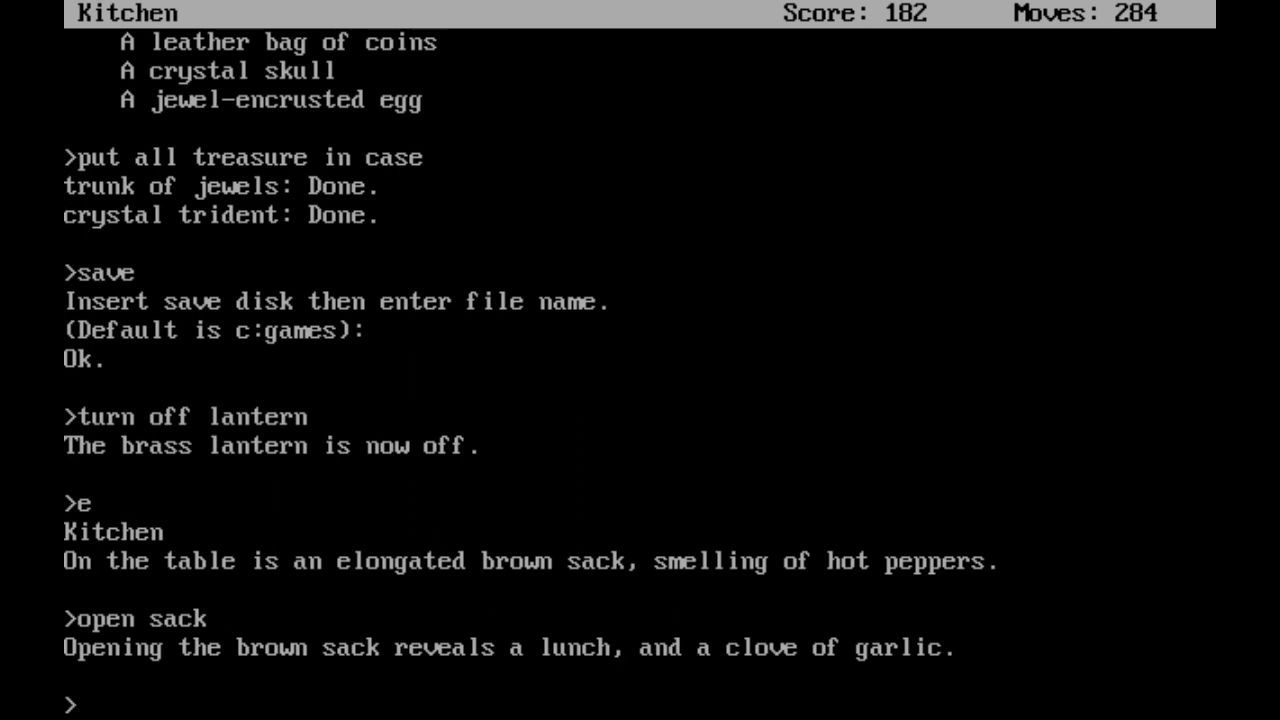 Kitchen Score: 182 Moves: 284
A leather bag of coins
A crystal skull
A jewel-encrusted egg
>put all treasure in case
trunk of jewels: Done.
crystal trident: Done.
>save
Insert save disk then enter file name.
(Default is c:games):
Ok.
>turn off lantern
The brass lantern is now off.
>e
Kitchen
On the table is an elongated brown sack, smelling of hot peppers.
>open sack
Opening the brown sack reveals a lunch, and a clove of garlic.
>